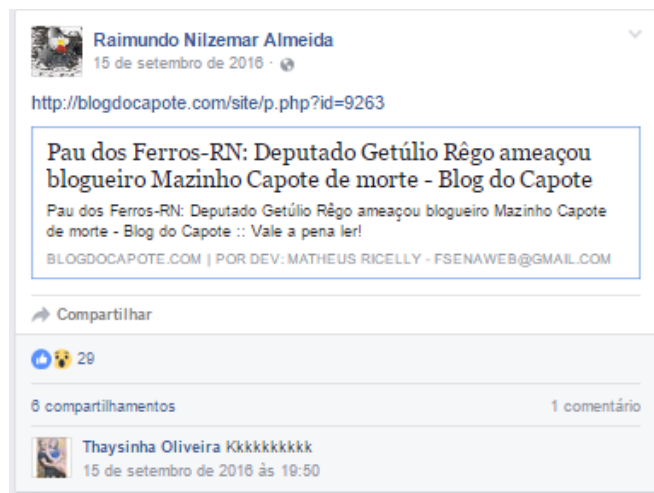 Raimundo Nilzemar Almeida
15 de setembro de 2016 ·
http://blogdocapote.com/site/p.php?id=9263
Pau dos Ferros-RN: Deputado Getúlio Rêgo ameaçou
blogueiro Mazinho Capote de morte - Blog do Capote
Pau dos Ferros-RN: Deputado Getúlio Rêgo ameaçou blogueiro Mazinho Capote
de morte - Blog do Capote :: Vale a pena ler!
BLOGDOCAPOTE.COM | POR DEV: MATHEUS RICELLY - FSENAWEB@GMAIL.COM
Compartilhar
29
6 compartilhamentos 1 comentário
Thaysinha Oliveira Kkkkkkkkkk
15 de setembro de 2016 às 19:50